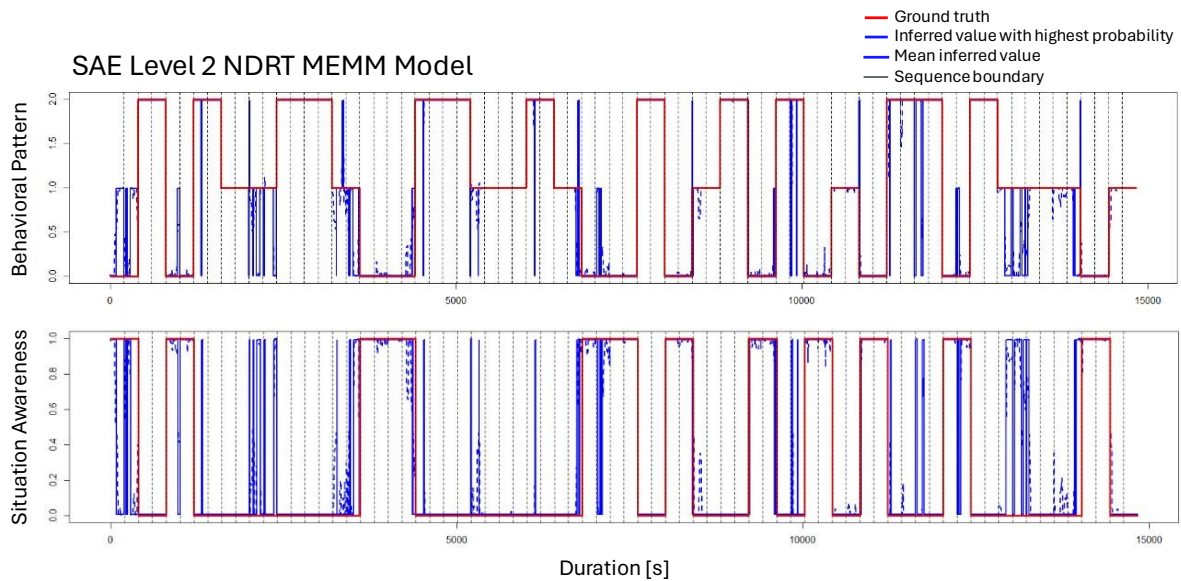 Ground truth
Inferred value with highest probability
Mean inferred value
Sequence boundary
SAE Level 2 NDRT MEMM Model
Behavioral Pattern
2.0
1.5
1.0
0.5
0.0
0 5000 10000 15000
Situation Awareness
1.0
0.8
0.6
0.4
0.2
0.0
0 5000 10000 15000
Duration [s]